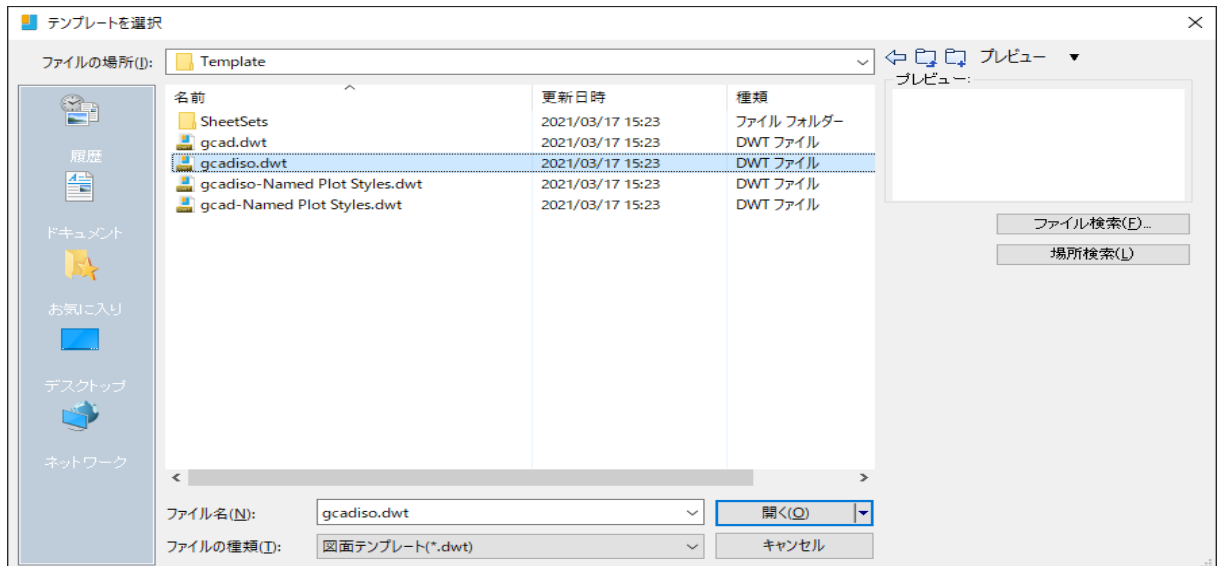 テンプレートを選択
ファイルの場所(I): Template プレビュー
プレビュー:
名前 更新日時 種類
SheetSets 2021/03/17 15:23 ファイル フォルダー
gcad.dwt 2021/03/17 15:23 DWT ファイル
gcadiso.dwt 2021/03/17 15:23 DWT ファイル
gcadiso-Named Plot Styles.dwt 2021/03/17 15:23 DWT ファイル
gcad-Named Plot Styles.dwt 2021/03/17 15:23 DWT ファイル
履歴
ドキュメント
お気に入り
デスクトップ
ネットワーク
ファイル検索(F)...
場所検索(L)
ファイル名(N): gcadiso.dwt 開く(O)
ファイルの種類(T): 図面テンプレート(*.dwt) キャンセル